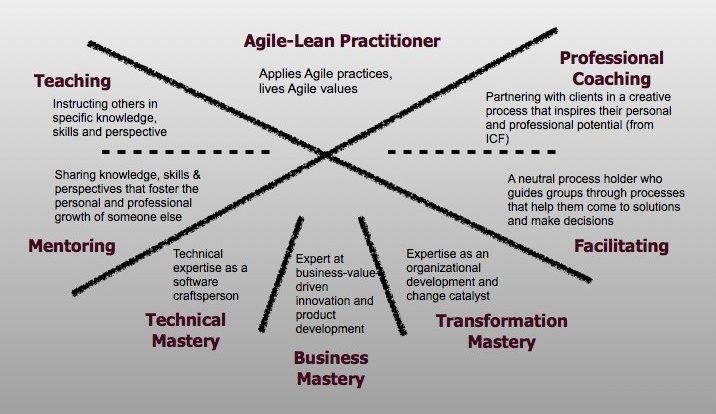 Agile-Lean Practitioner
Applies Agile practices,
lives Agile values
Teaching
Instructing others in
specific knowledge,
skills and perspective
Professional
Coaching
Partnering with clients in a creative
process that inspires their personal
and professional potential (from
ICF)
Sharing knowledge, skills &
perspectives that foster the
personal and professional
growth of someone else
Mentoring
A neutral process holder who
guides groups through processes
that help them come to solutions
and make decisions
Facilitating
Technical
expertise as a
software
craftsperson
Technical
Mastery
Expert at
business-value-
driven
innovation and
product
development
Business
Mastery
Expertise as an
organizational
development and
change catalyst
Transformation
Mastery